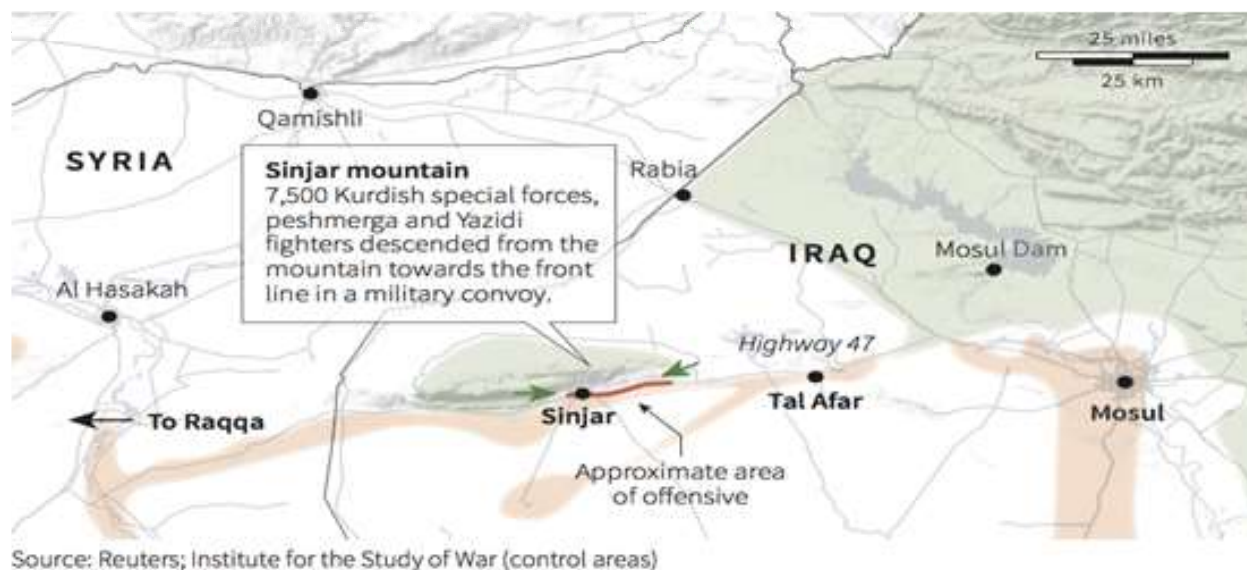 25 miles
25 km
Qamishli
SYRIA
Sinjar mountain
7,500 Kurdish special forces,
peshmerga and Yazidi
fighters descended from the
mountain towards the front
line in a military convoy.
Rabia
IRAQ
Mosul Dam
Al Hasakah
Highway 47
To Raqqa
Sinjar
Tal Afar
Mosul
Approximate area
of offensive
Source: Reuters; Institute for the Study of War (control areas)